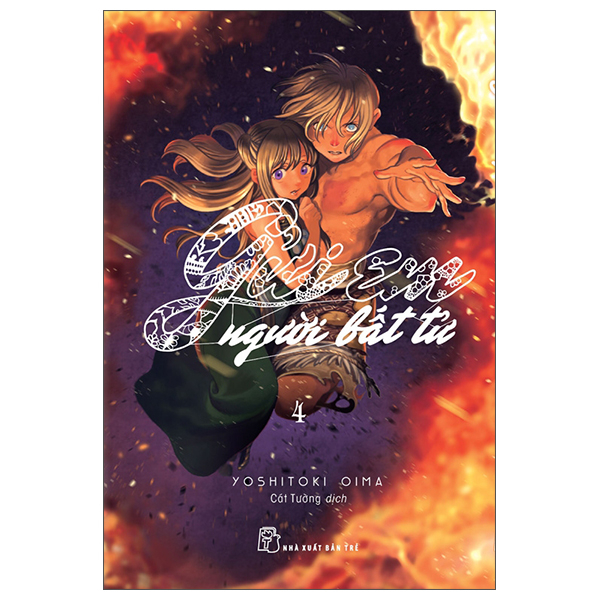 Gửi em
người bất tử
4
YOSHITOKI OIMA
Cát Tường dịch
NHÀ XUẤT BẢN TRẺ